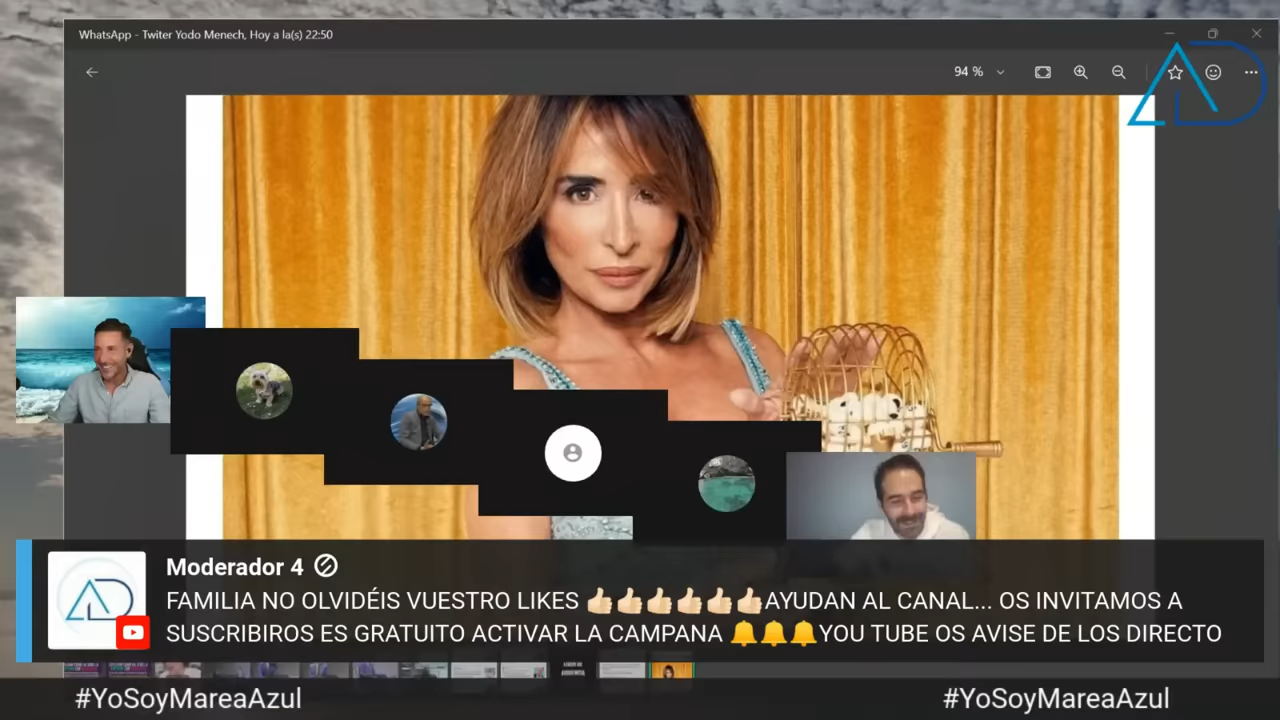 WhatsApp - Twiter Yodo Menech, Hoy a la(s) 22:50
94 %
AD
Moderador 4
FAMILIA NO OLVIDÉIS VUESTRO LIKES 👍🏻👍🏻👍🏻👍🏻👍🏻👍🏻AYUDAN AL CANAL... OS INVITAMOS A
SUSCRIBIROS ES GRATUITO ACTIVAR LA CAMPANA 🔔🔔🔔YOU TUBE OS AVISE DE LOS DIRECTO
#YoSoyMareaAzul
#YoSoyMareaAzul